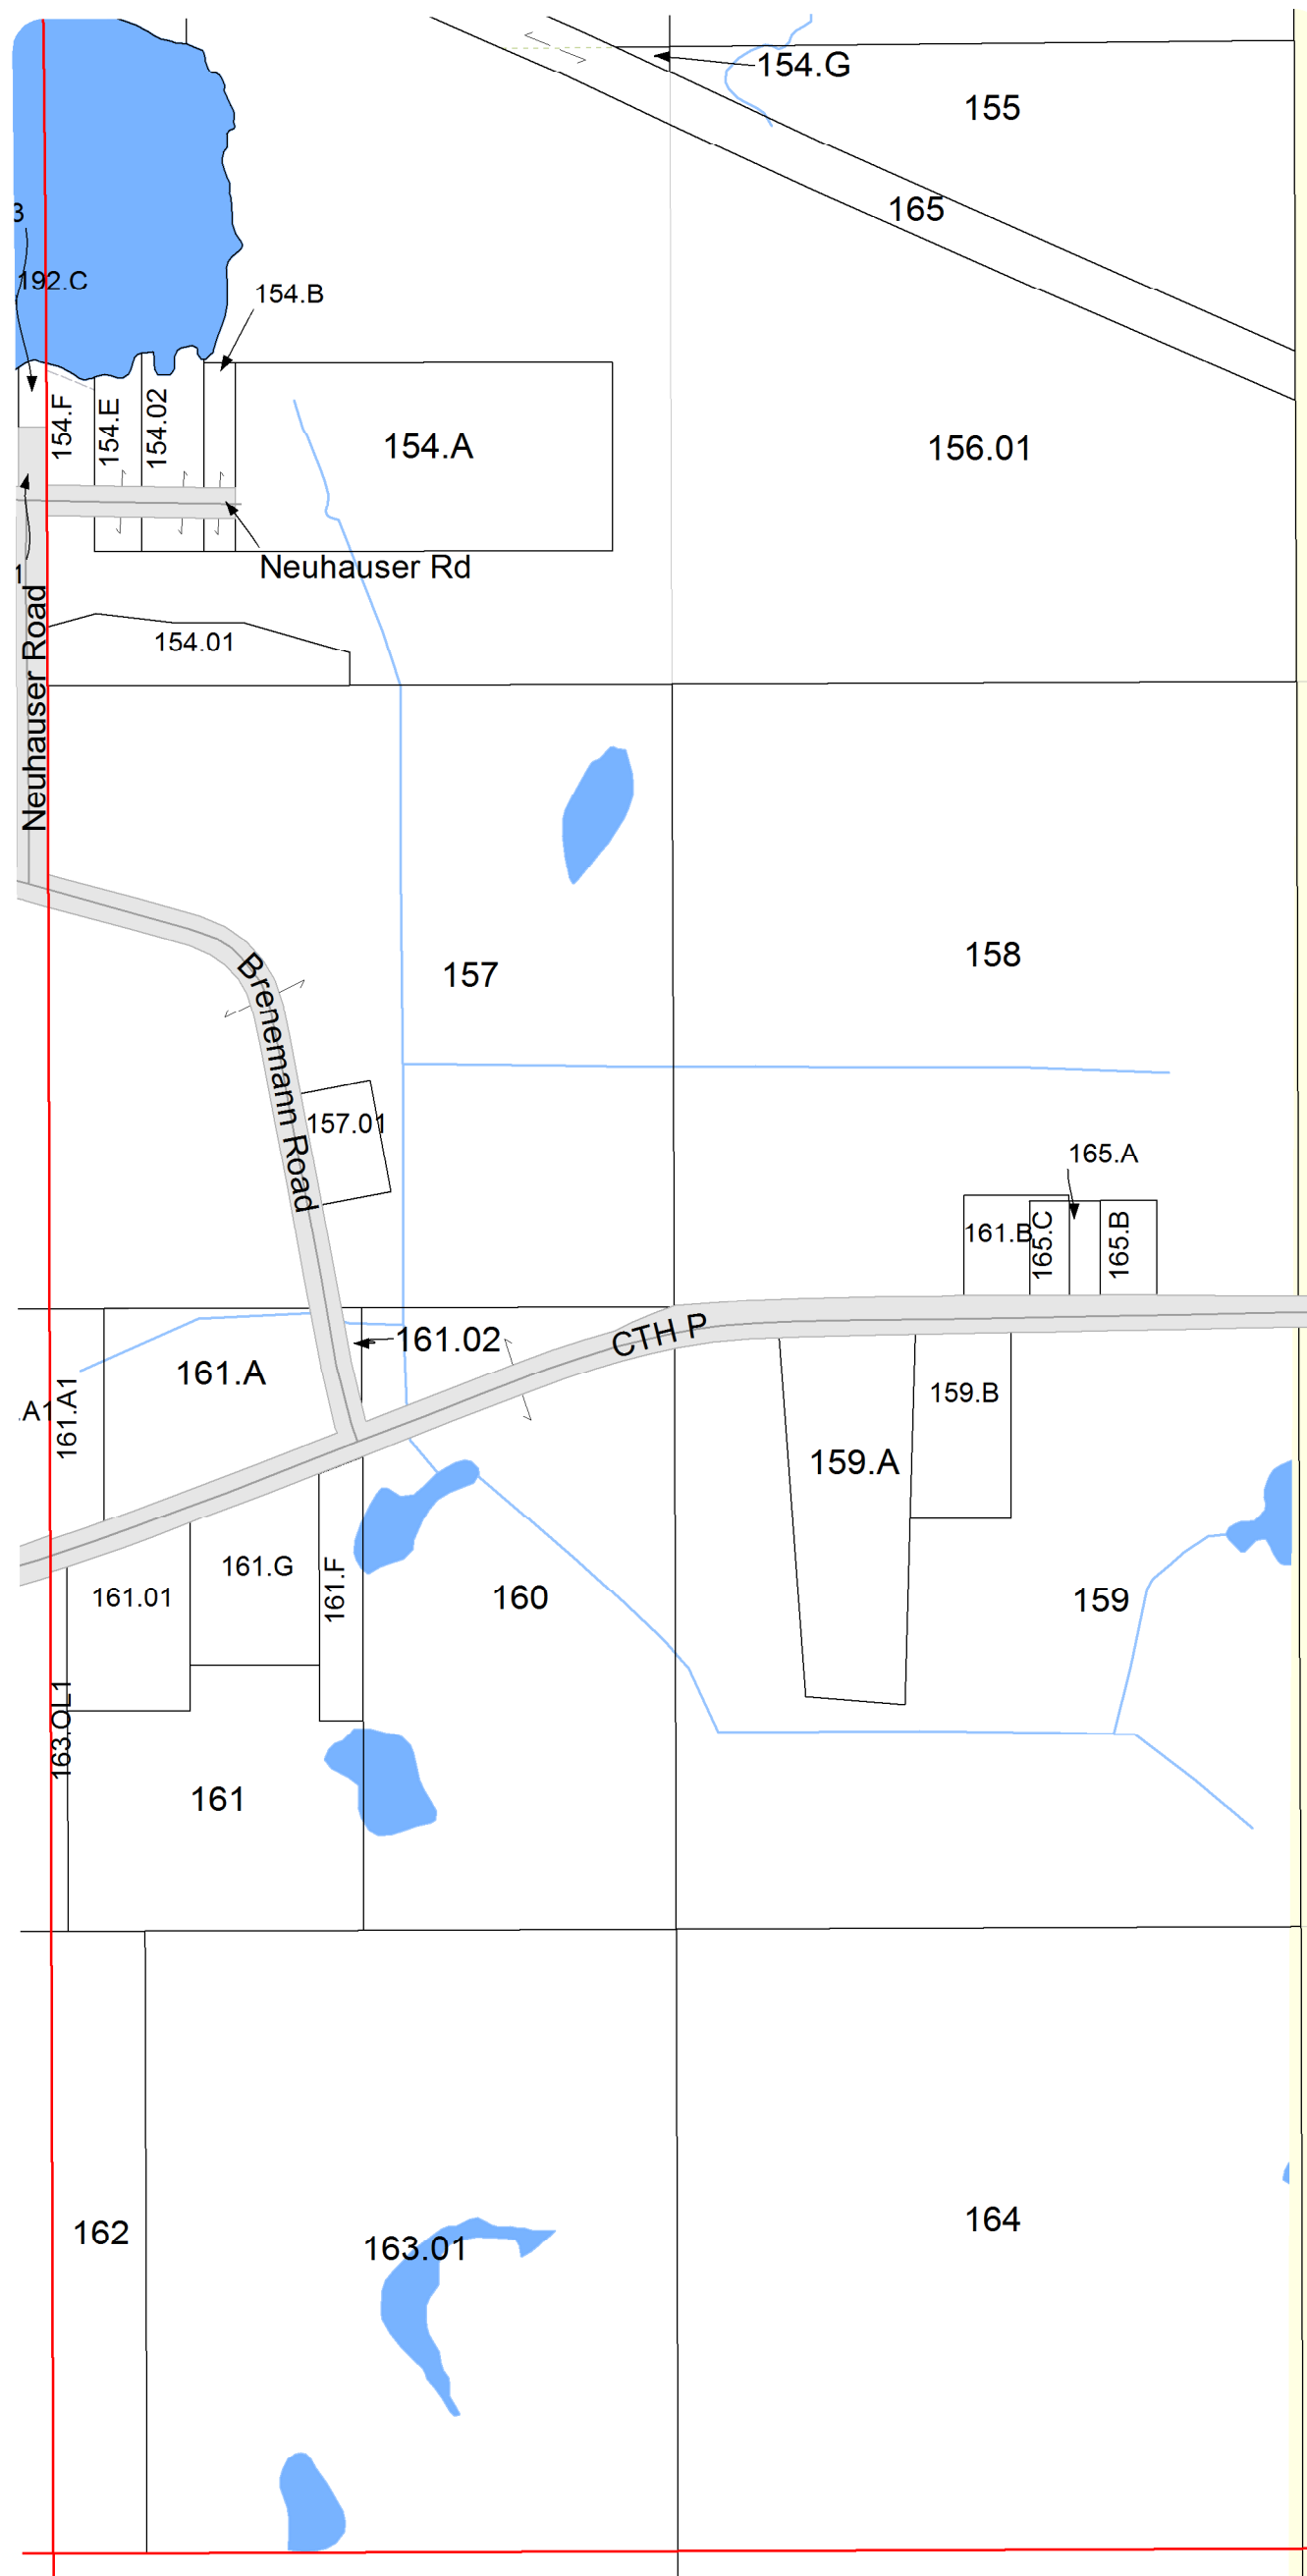 154.G
155
165
3
192.C
154.B
154.F
154.E
154.02
154.A
156.01
Neuhauser Rd
1
Neuhauser Road
154.01
157
158
Brenemann Road
157.01
165.A
161.B
165.C
165.B
CTH P
161.02
161.A
.A1
161.A1
159.B
159.A
161.G
161.F
161.01
160
159
163.OL1
161
162
163.01
164